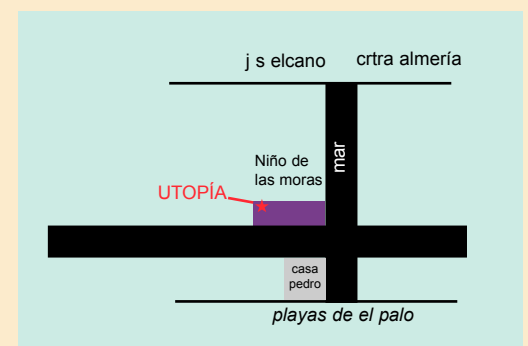 j s elcano
crtra almería
mar
Niño de
las moras
UTOPÍA
casa
pedro
playas de el palo